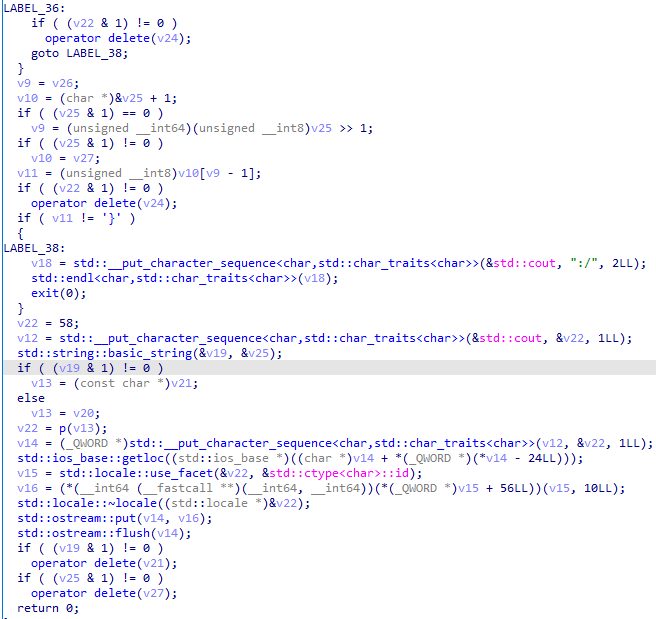 LABEL_36:
if ( (v22 & 1) != 0 )
operator delete(v24);
goto LABEL_38;
}
v9 = v26;
v10 = (char *)&v25 + 1;
if ( (v25 & 1) == 0 )
v9 = (unsigned __int64)(unsigned __int8)v25 >> 1;
if ( (v25 & 1) != 0 )
v10 = v27;
v11 = (unsigned __int8)v10[v9 - 1];
if ( (v22 & 1) != 0 )
operator delete(v24);
if ( v11 != '}' )
{
LABEL_38:
v18 = std::__put_character_sequence<char,std::char_traits<char>>(&std::cout, ":/", 2LL);
std::endl<char,std::char_traits<char>>(v18);
exit(0);
}
v22 = 58;
v12 = std::__put_character_sequence<char,std::char_traits<char>>(&std::cout, &v22, 1LL);
std::string::basic_string(&v19, &v25);
if ( (v19 & 1) != 0 )
v13 = (const char *)v21;
else
v13 = v20;
v22 = p(v13);
v14 = (_QWORD *)std::__put_character_sequence<char,std::char_traits<char>>(v12, &v22, 1LL);
std::ios_base::getloc((std::ios_base *)((char *)v14 + *(_QWORD *)(*v14 - 24LL)));
v15 = std::locale::use_facet(&v22, &std::ctype<char>::id);
v16 = (*(__int64 (__fastcall **)(__int64, __int64))(*(_QWORD *)v15 + 56LL))(v15, 10LL);
std::locale::~locale((std::locale *)&v22);
std::ostream::put(v14, v16);
std::ostream::flush(v14);
if ( (v19 & 1) != 0 )
operator delete(v21);
if ( (v25 & 1) != 0 )
operator delete(v27);
return 0;